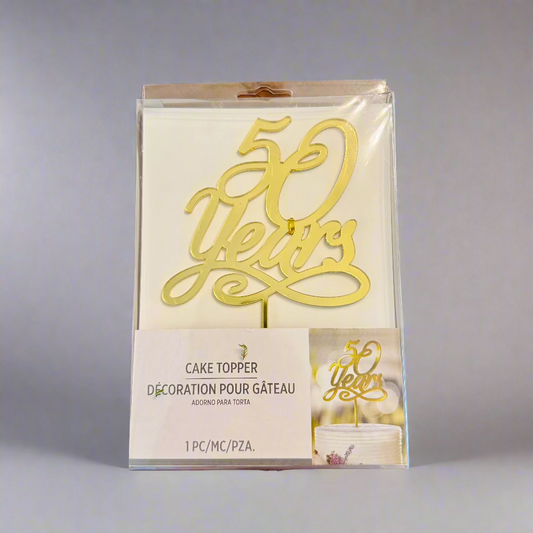 50
Years
CAKE TOPPER
DÉCORATION POUR GÂTEAU
ADORNO PARA TORTA
1 PC/MC/PZA.
50
Years